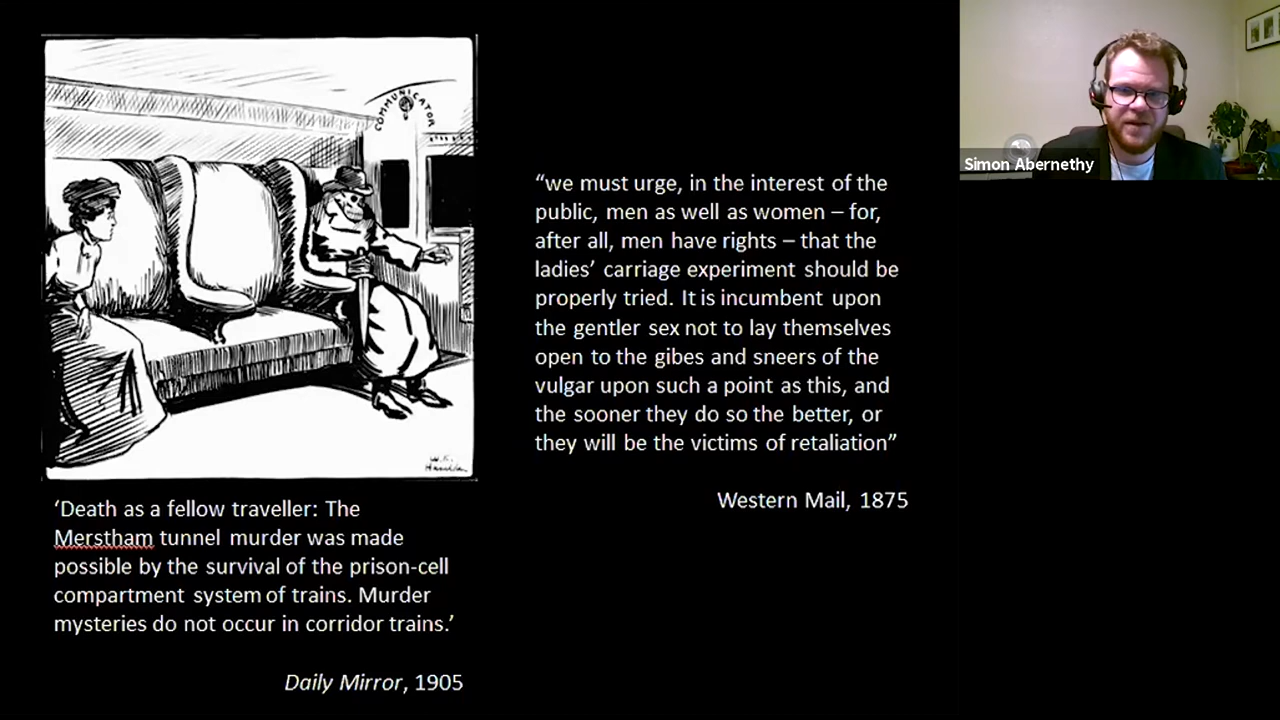 COMMUNICATOR
W.K.
Haselden
‘Death as a fellow traveller: The
Merstham tunnel murder was made
possible by the survival of the prison-cell
compartment system of trains. Murder
mysteries do not occur in corridor trains.’
Daily Mirror, 1905
“we must urge, in the interest of the
public, men as well as women – for,
after all, men have rights – that the
ladies’ carriage experiment should be
properly tried. It is incumbent upon
the gentler sex not to lay themselves
open to the gibes and sneers of the
vulgar upon such a point as this, and
the sooner they do so the better, or
they will be the victims of retaliation”
Western Mail, 1875
Simon Abernethy